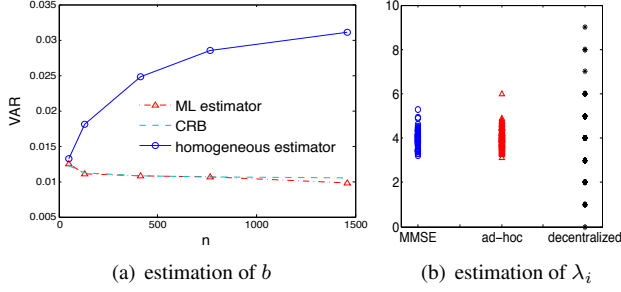 0.035
0.03
0.025
0.02
0.015
0.01
0.005
VAR
0
500
1000
1500
n
ML estimator
CRB
homogeneous estimator
(a) estimation of b
10
8
6
4
2
0
MMSE
ad-hoc
decentralized
(b) estimation of λi